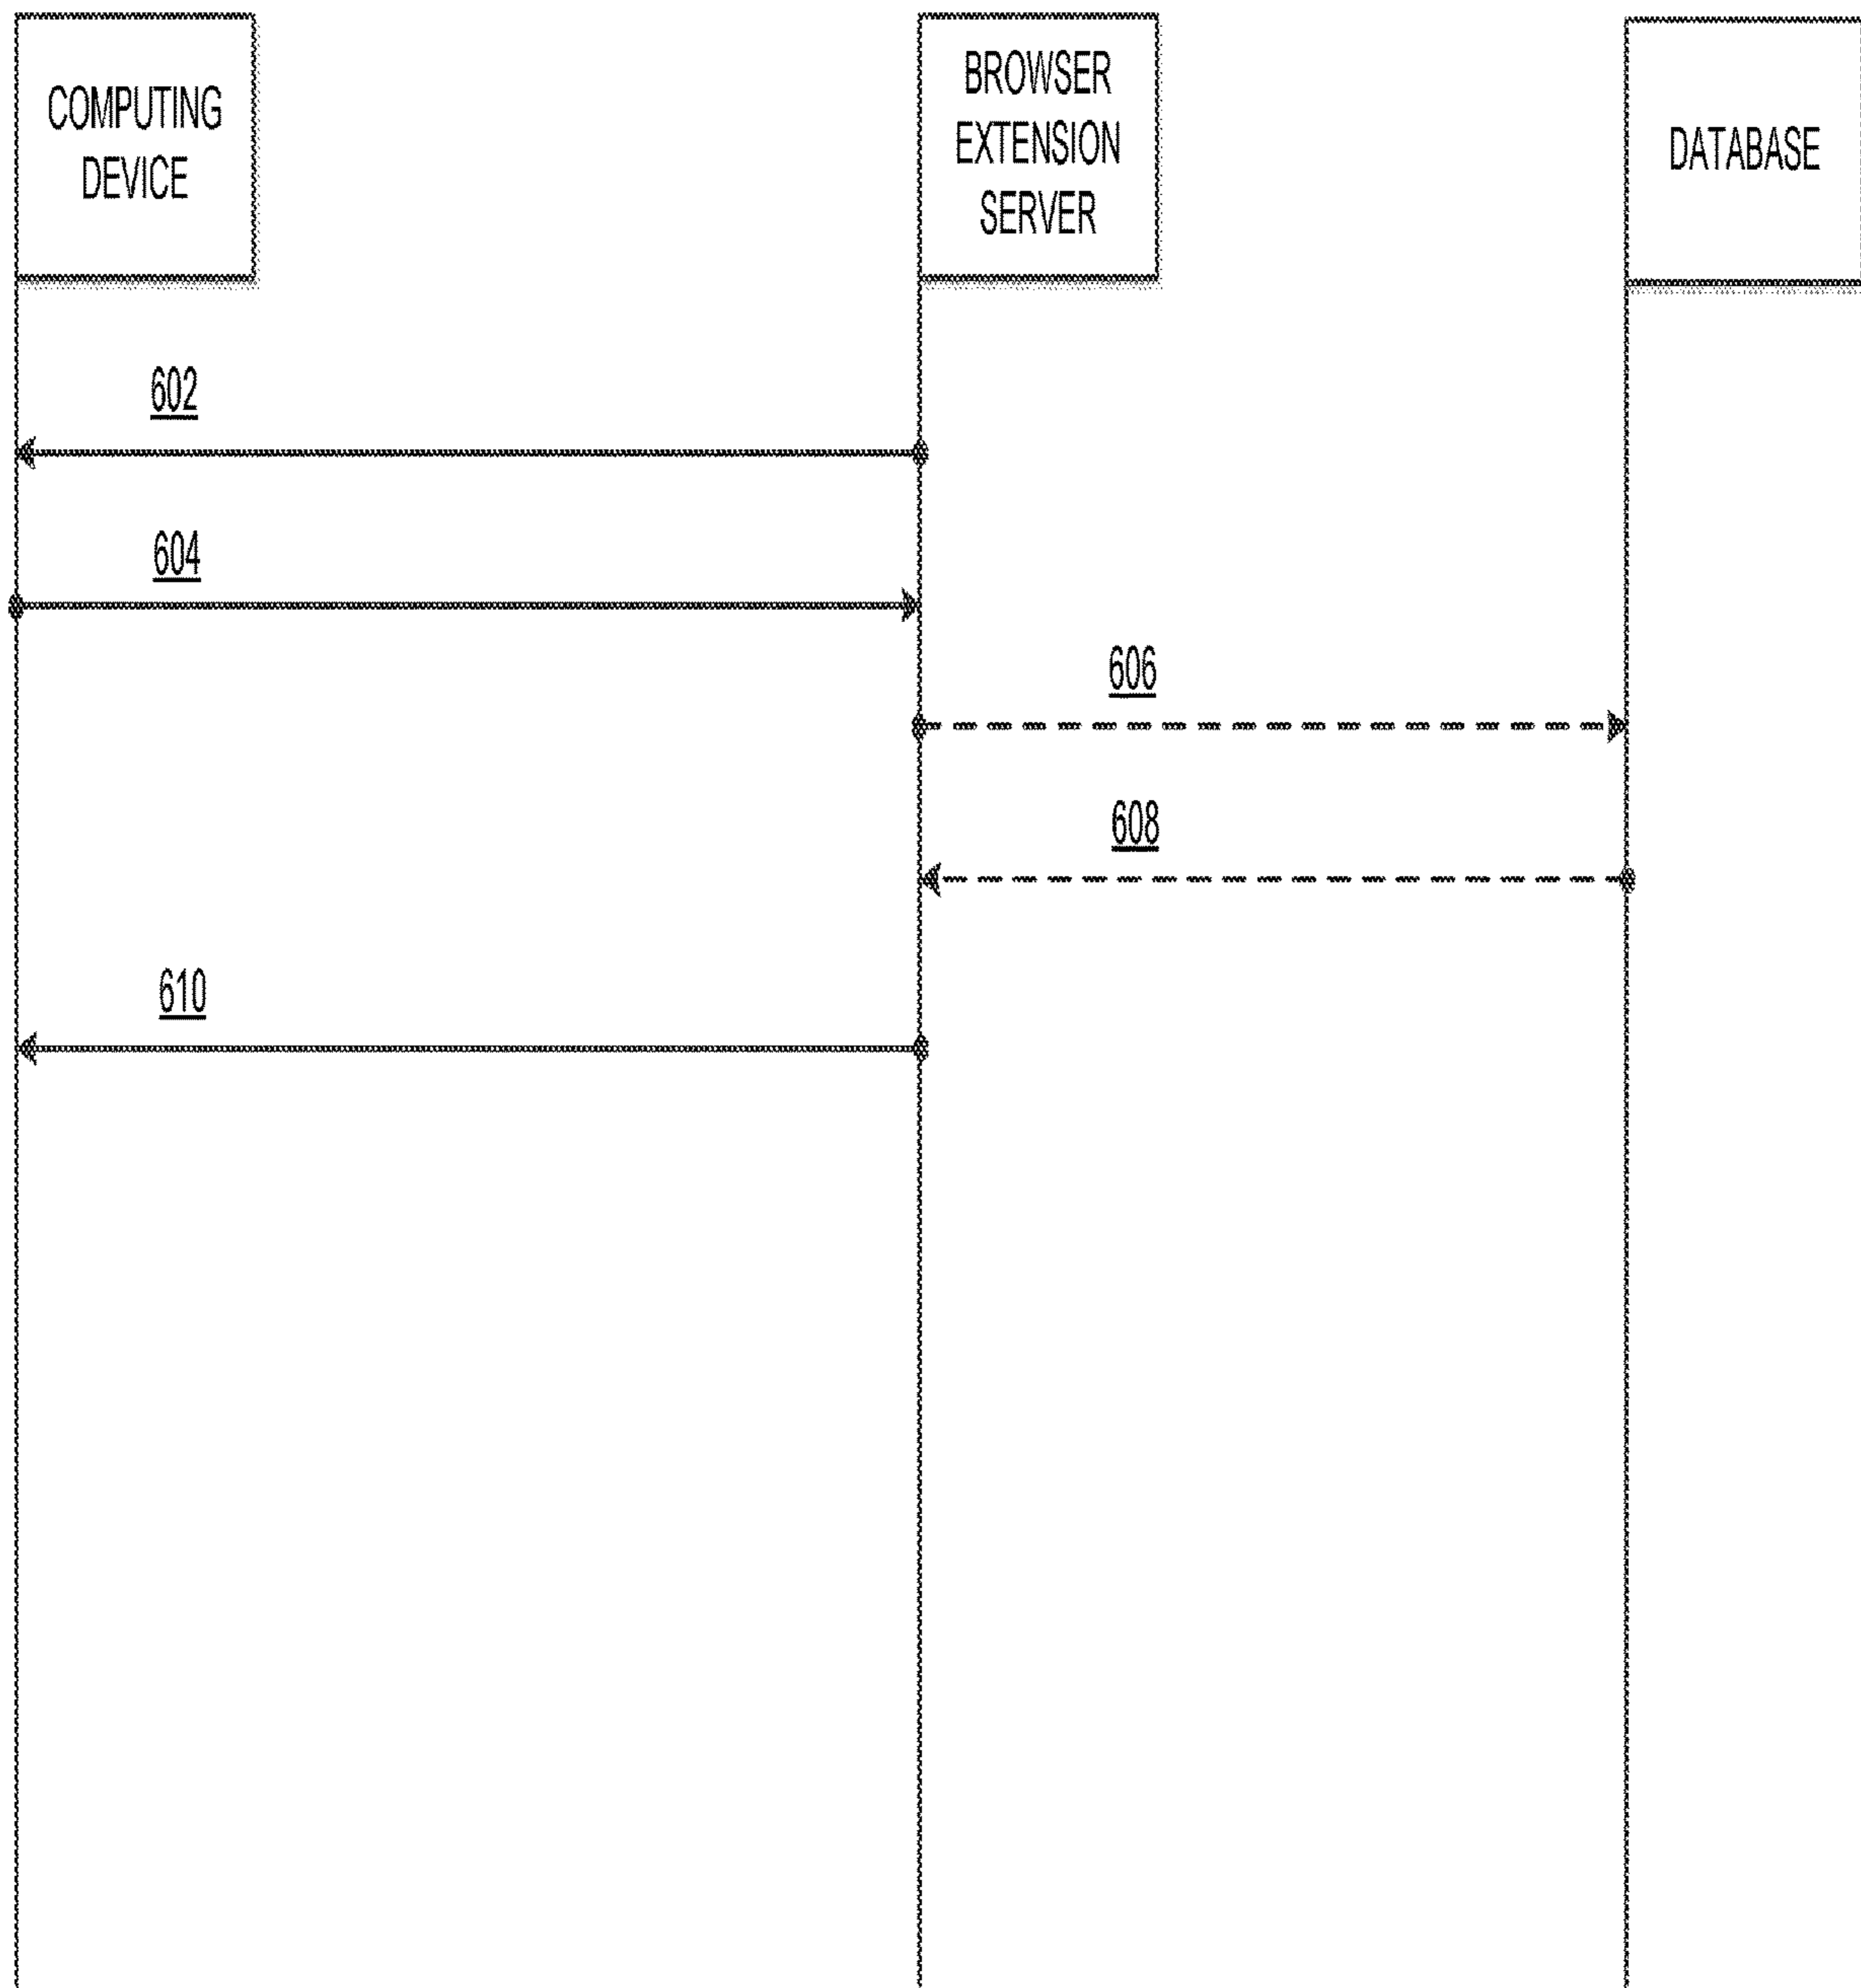 COMPUTING
DEVICE
BROWSER
EXTENSION
SERVER
DATABASE
602
604
606
608
610